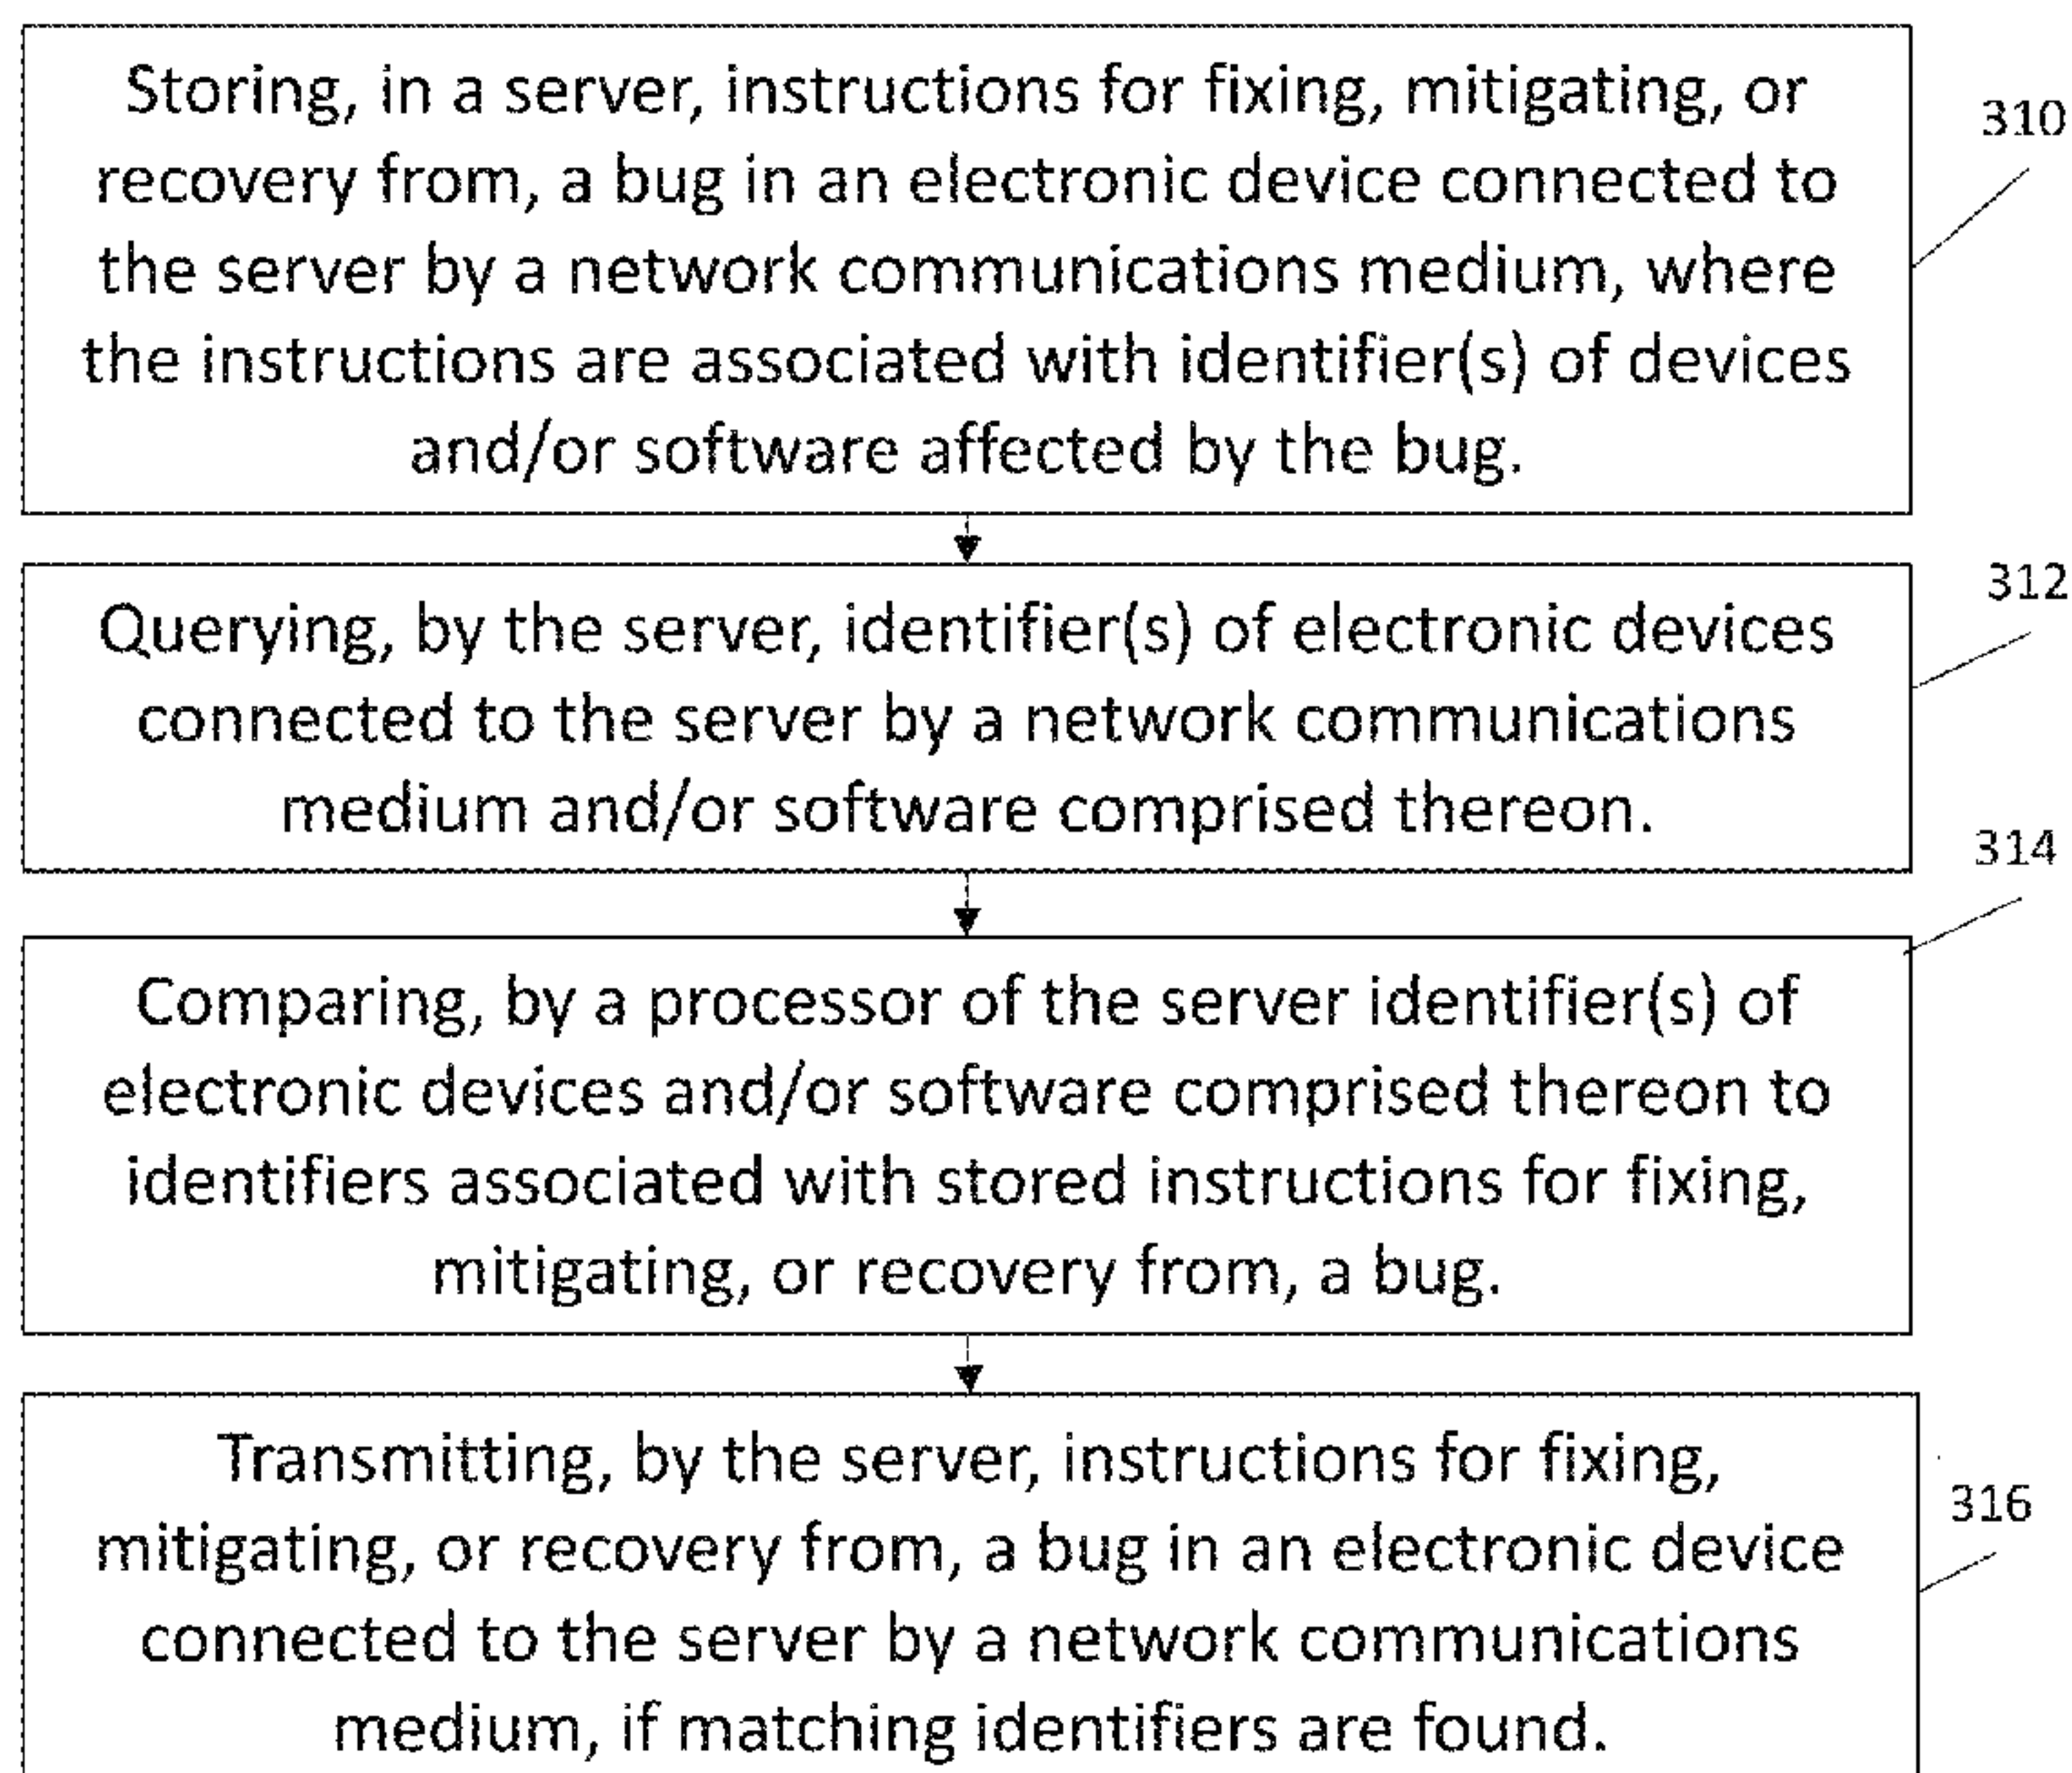 Storing, in a server, instructions for fixing, mitigating, or
recovery from, a bug in an electronic device connected to
the server by a network communications medium, where
the instructions are associated with identifier(s) of devices
and/or software affected by the bug.
310
Querying, by the server, identifier(s) of electronic devices
connected to the server by a network communications
medium and/or software comprised thereon.
312
Comparing, by a processor of the server identifier(s) of
electronic devices and/or software comprised thereon to
identifiers associated with stored instructions for fixing,
mitigating, or recovery from, a bug.
314
Transmitting, by the server, instructions for fixing,
mitigating, or recovery from, a bug in an electronic device
connected to the server by a network communications
medium, if matching identifiers are found.
316